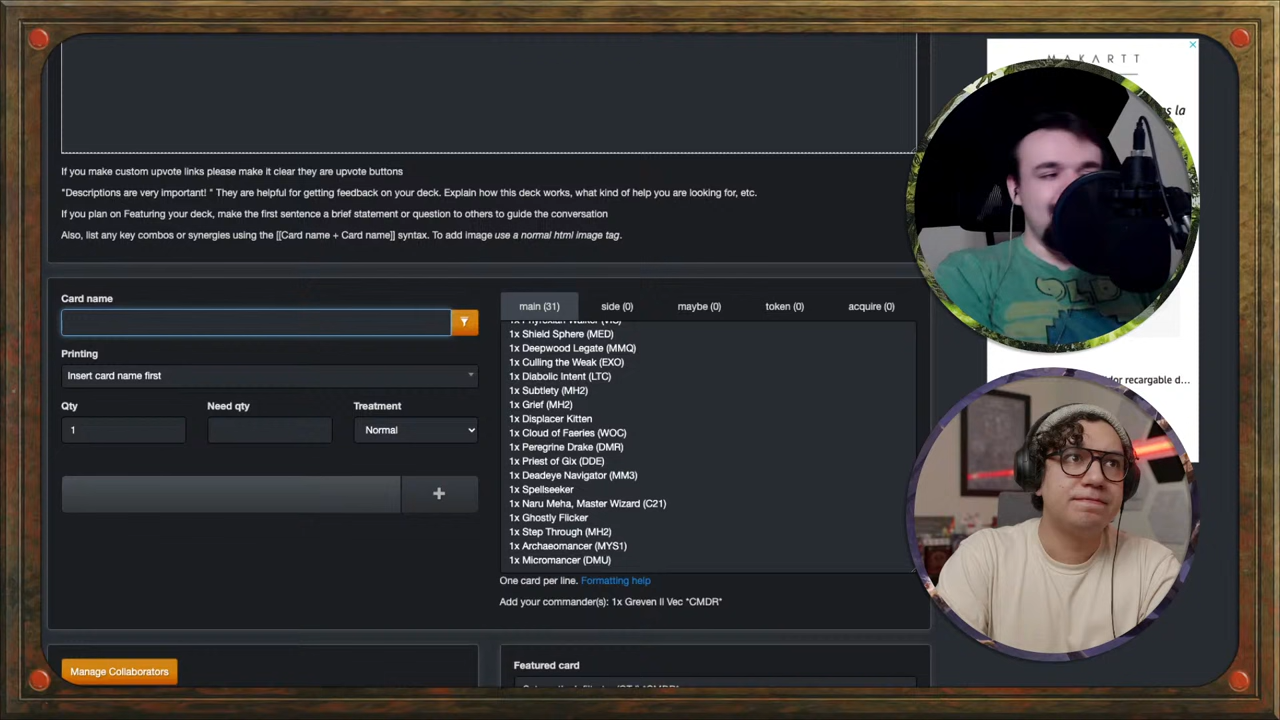 MAKARTT
as la
If you make custom upvote links please make it clear they are upvote buttons
"Descriptions are very important! " They are helpful for getting feedback on your deck. Explain how this deck works, what kind of help you are looking for, etc.
If you plan on Featuring your deck, make the first sentence a brief statement or question to others to guide the conversation
Also, list any key combos or synergies using the [[Card name + Card name]] syntax. To add image use a normal html image tag.
OLD
Card name
Printing
Insert card name first
Qty
Need qty
Treatment
1
Normal
+
main (31)
side (0)
maybe (0)
token (0)
acquire (0)
1x Phyrexian Walker (VIS)
1x Shield Sphere (MED)
1x Deepwood Legate (MMQ)
1x Culling the Weak (EXO)
1x Diabolic Intent (LTC)
1x Subtlety (MH2)
1x Grief (MH2)
1x Displacer Kitten
1x Cloud of Faeries (WOC)
1x Peregrine Drake (DMR)
1x Priest of Gix (DDE)
1x Deadeye Navigator (MM3)
1x Spellseeker
1x Naru Meha, Master Wizard (C21)
1x Ghostly Flicker
1x Step Through (MH2)
1x Archaeomancer (MYS1)
1x Micromancer (DMU)
One card per line. Formatting help
Add your commander(s): 1x Greven Il Vec *CMDR*
dor recargable d...
Manage Collaborators
Featured card